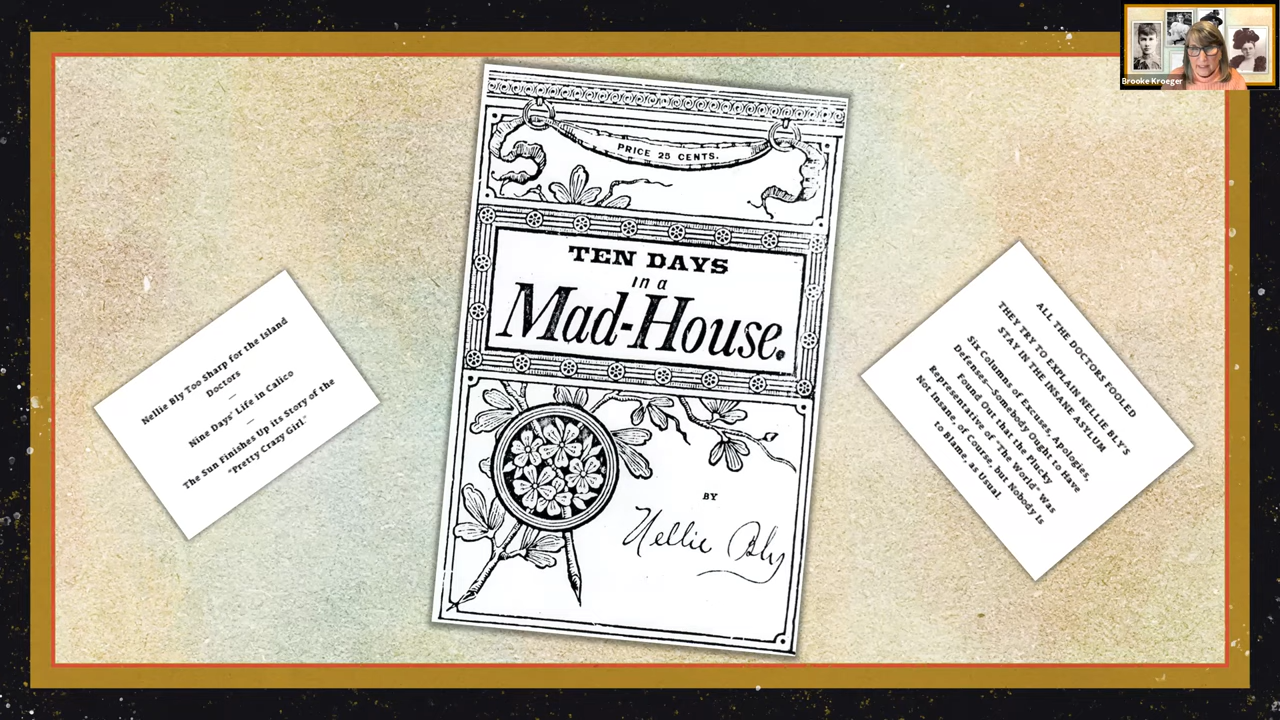 Brooke Kroeger
PRICE 25 CENTS.
TEN DAYS
in a
Mad-House.
BY
Nellie Bly
Nellie Bly Too Sharp for the Island
Doctors
—
Nine Days' Life in Calico
—
The Sun Finishes Up its Story of the
"Pretty Crazy Girl"
ALL THE DOCTORS FOOLED
THEY TRY TO EXPLAIN NELLIE BLY'S
STAY IN THE INSANE ASYLUM
Six Columns of Excuses, Apologies,
Defenses—Somebody Ought to Have
Found Out that the Plucky
Representative of "The World" Was
Not Insane, of Course, but Nobody Is
to Blame, as Usual.